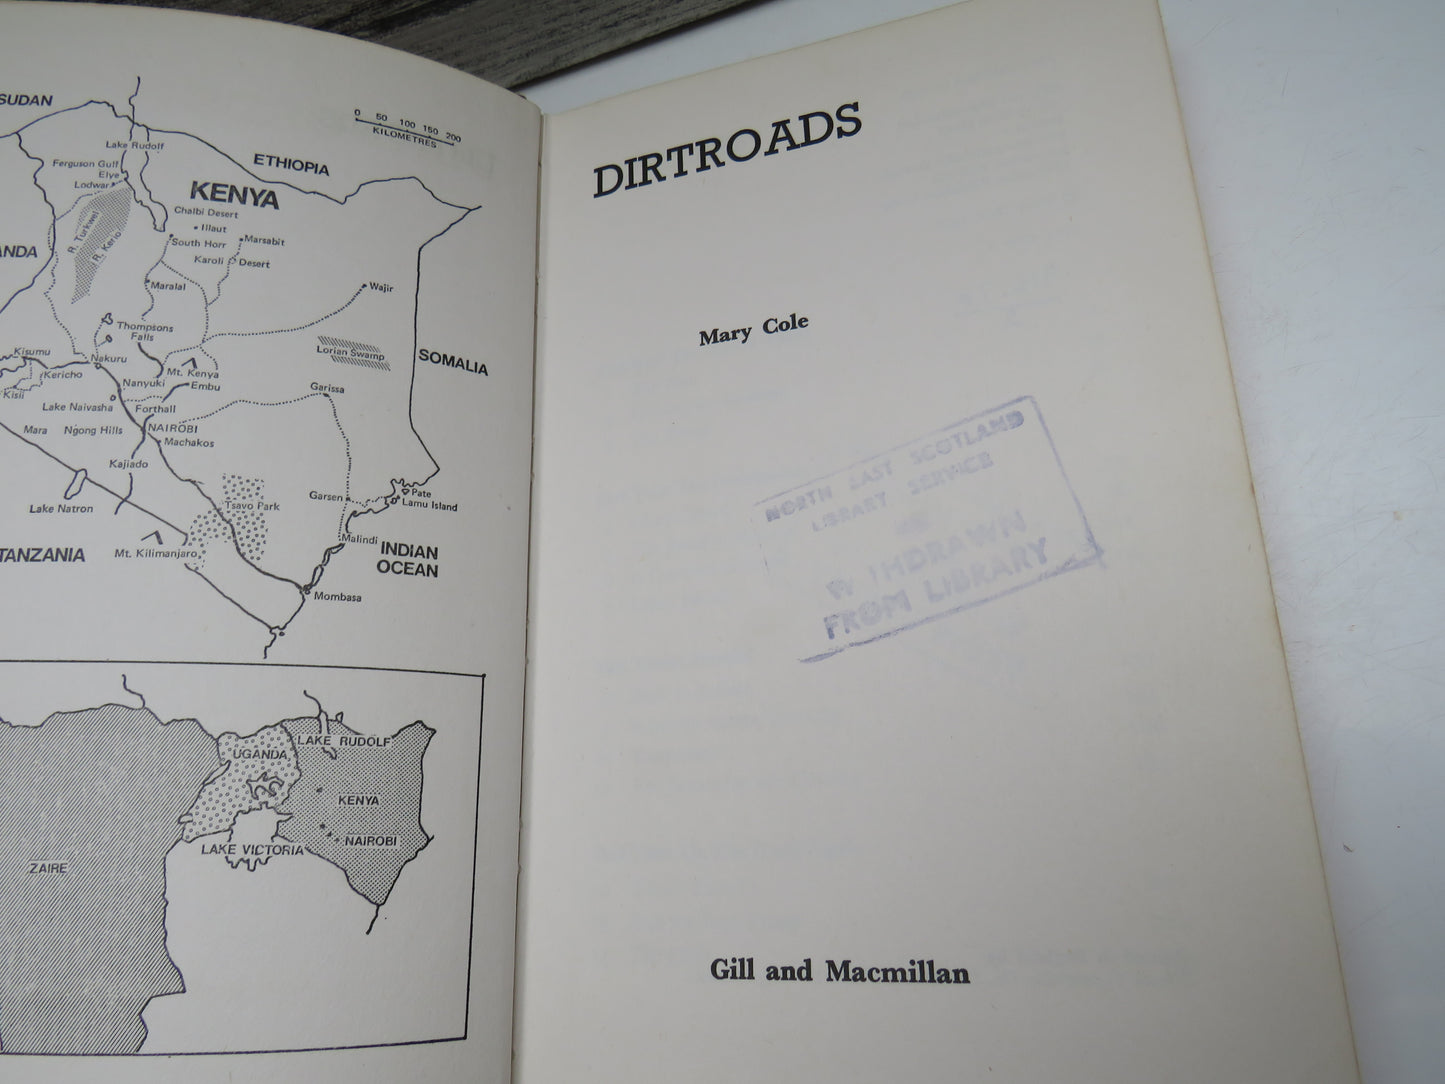 SUDAN
0 50 100 150 200
KILOMETRES
Lake Rudolf
ETHIOPIA
Ferguson Gulf
Elye
Lodwar
KENYA
Chalbi Desert
Illaut
R. Turkwel
R. Kerio
South Horr
Marsabit
ANDA
Karoli Desert
Maralal
Wajir
Thompsons
Falls
Lorian Swamp
SOMALIA
Kisumu
Nakuru
Kericho
Mt. Kenya
Nanyuki
Embu
Kisii
Garissa
Lake Naivasha
Forthall
Mara
Ngong Hills
NAIROBI
Machakos
Kajiado
Garsen
Pate
Lamu Island
Lake Natron
Tsavo Park
Malindi
TANZANIA
Mt. Kilimanjaro
INDIAN
OCEAN
Mombasa
LAKE RUDOLF
UGANDA
KENYA
NAIROBI
LAKE VICTORIA
ZAIRE
DIRTROADS
Mary Cole
NORTH EAST SCOTLAND
LIBRARY SERVICE
WITHDRAWN
FROM LIBRARY
Gill and Macmillan